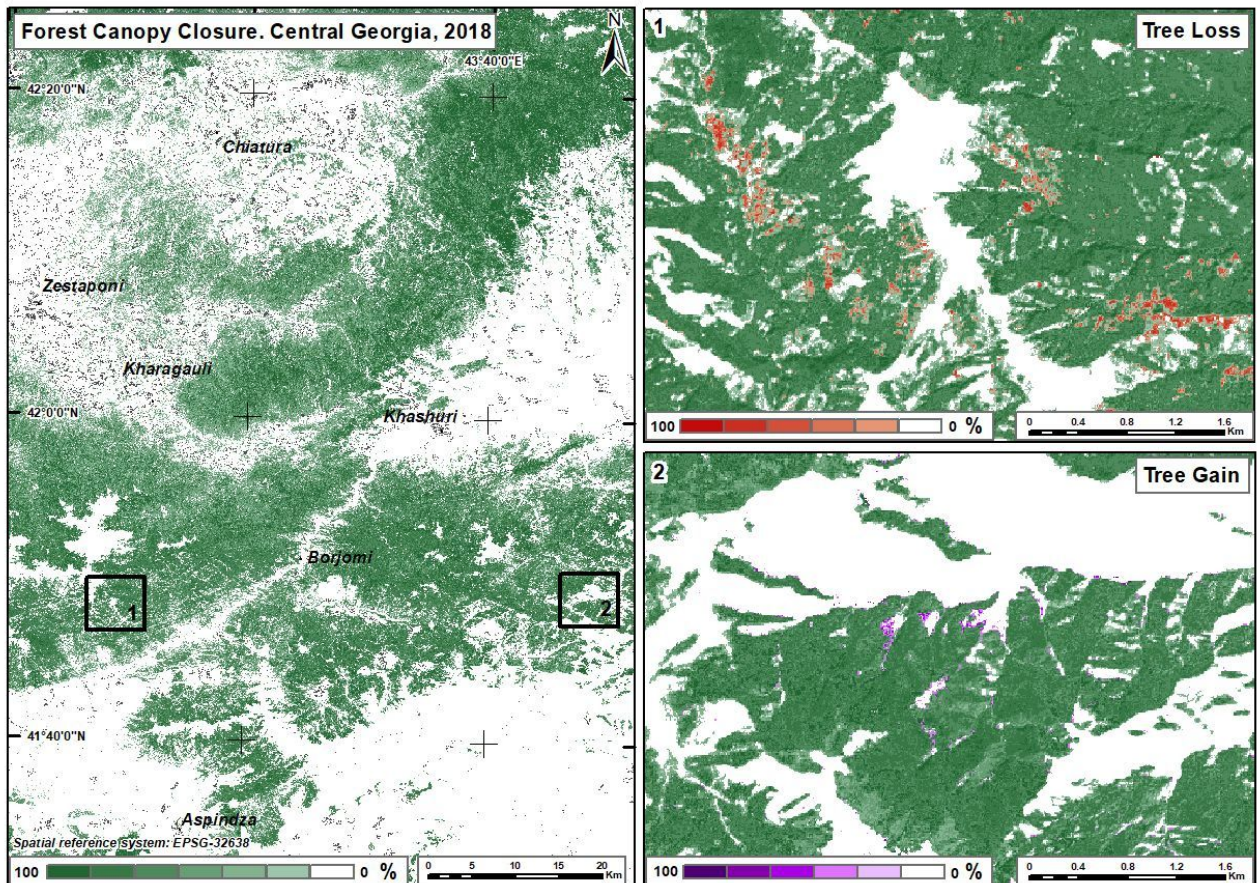 Forest Canopy Closure. Central Georgia, 2018
N
43°40'0"E
42°20'0"N
Chiatura
Zestaponi
Kharagauli
42°0'0"N
Khashuri
Borjomi
1
2
41°40'0"N
Aspindza
Spatial reference system: EPSG-32638
100 0 %
0 5 10 20
Km
1
Tree Loss
100 0 %
0 0.4 0.8 1.2 1.6
Km
2
Tree Gain
100 0 %
0 0.4 0.8 1.2 1.6
Km